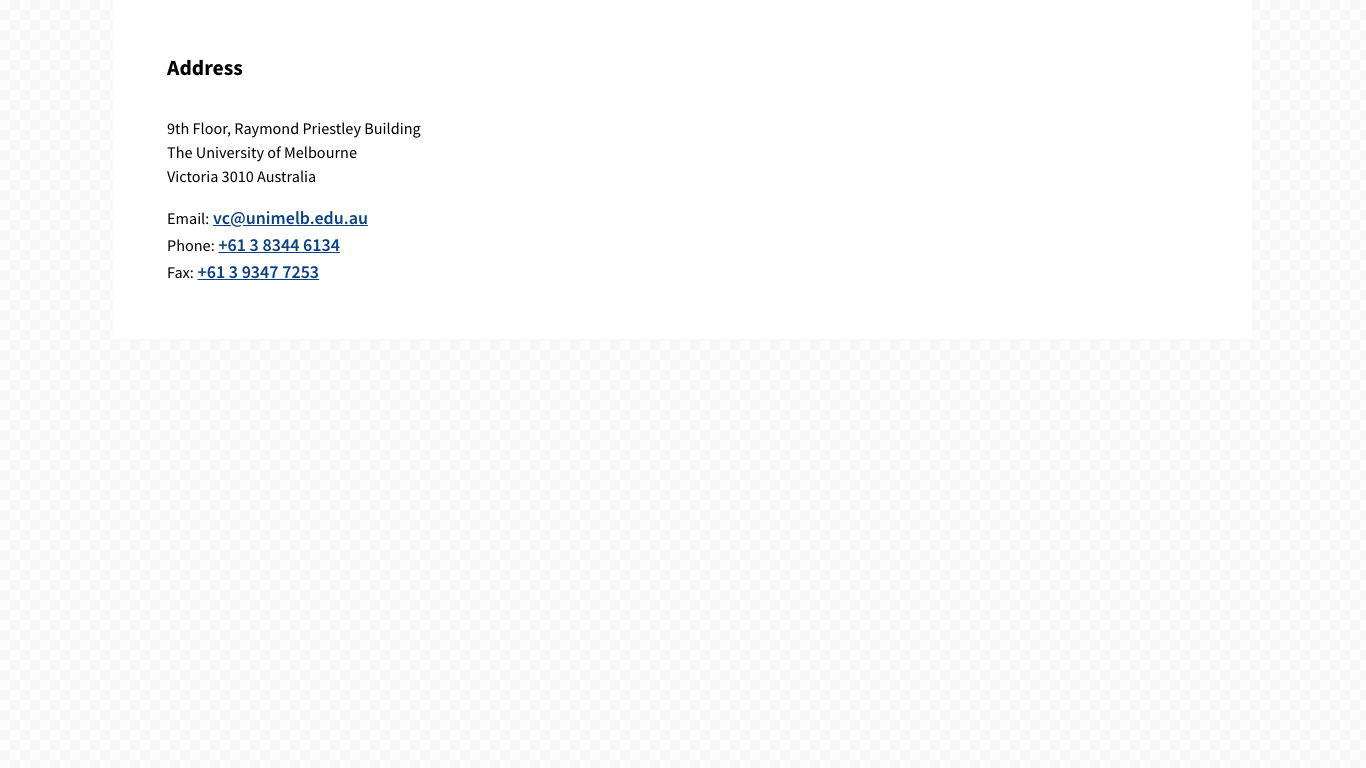 Address
9th Floor, Raymond Priestley Building
The University of Melbourne
Victoria 3010 Australia
Email: vc@unimelb.edu.au
Phone: +61 3 8344 6134
Fax: +61 3 9347 7253